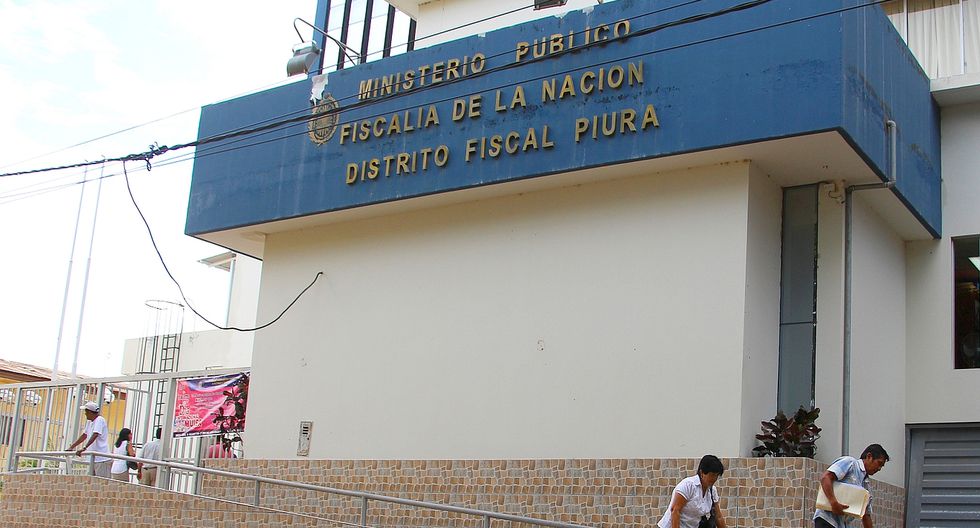 MINISTERIO PUBLICO
FISCALIA DE LA NACION
DISTRITO FISCAL PIURA